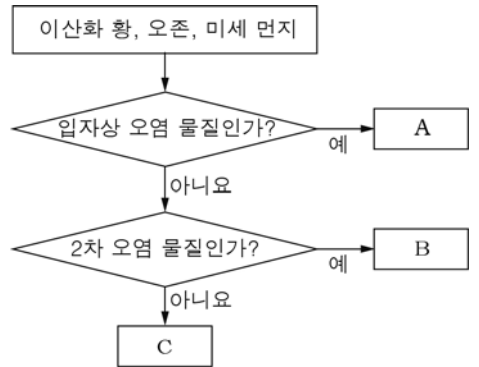 이산화 황, 오존, 미세 먼지
입자상 오염 물질인가?
예
A
아니요
2차 오염 물질인가?
예
B
아니요
C